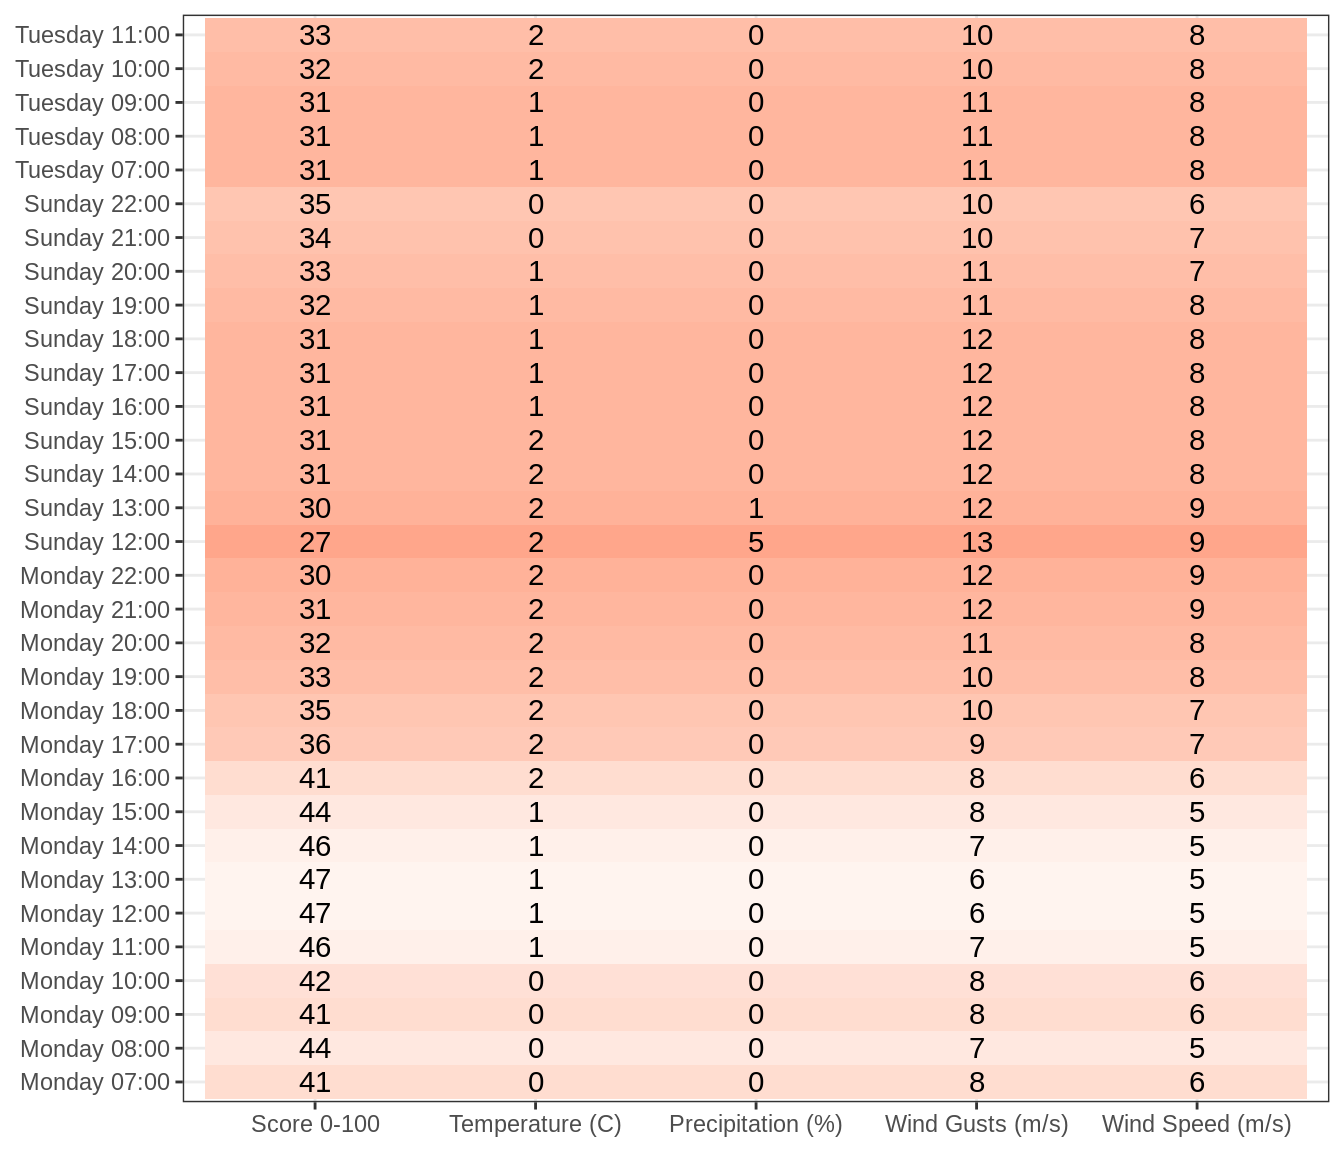 Tuesday 11:00 33 2 0 10 8
Tuesday 10:00 32 2 0 10 8
Tuesday 09:00 31 1 0 11 8
Tuesday 08:00 31 1 0 11 8
Tuesday 07:00 31 1 0 11 8
Sunday 22:00 35 0 0 10 6
Sunday 21:00 34 0 0 10 7
Sunday 20:00 33 1 0 11 7
Sunday 19:00 32 1 0 11 8
Sunday 18:00 31 1 0 12 8
Sunday 17:00 31 1 0 12 8
Sunday 16:00 31 1 0 12 8
Sunday 15:00 31 2 0 12 8
Sunday 14:00 31 2 0 12 8
Sunday 13:00 30 2 1 12 9
Sunday 12:00 27 2 5 13 9
Monday 22:00 30 2 0 12 9
Monday 21:00 31 2 0 12 9
Monday 20:00 32 2 0 11 8
Monday 19:00 33 2 0 10 8
Monday 18:00 35 2 0 10 7
Monday 17:00 36 2 0 9 7
Monday 16:00 41 2 0 8 6
Monday 15:00 44 1 0 8 5
Monday 14:00 46 1 0 7 5
Monday 13:00 47 1 0 6 5
Monday 12:00 47 1 0 6 5
Monday 11:00 46 1 0 7 5
Monday 10:00 42 0 0 8 6
Monday 09:00 41 0 0 8 6
Monday 08:00 44 0 0 7 5
Monday 07:00 41 0 0 8 6
Score 0-100 Temperature (C) Precipitation (%) Wind Gusts (m/s) Wind Speed (m/s)